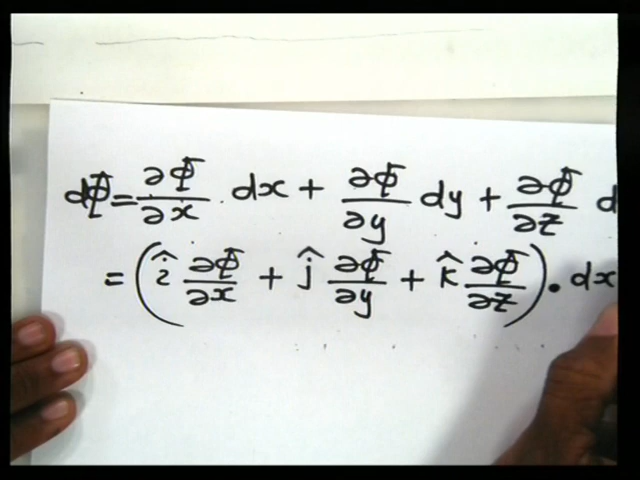 dΦ = ∂Φ/∂x . dx + ∂Φ/∂y dy + ∂Φ/∂z d
= (î ∂Φ/∂x + ĵ ∂Φ/∂y + k̂ ∂Φ/∂z) . dx